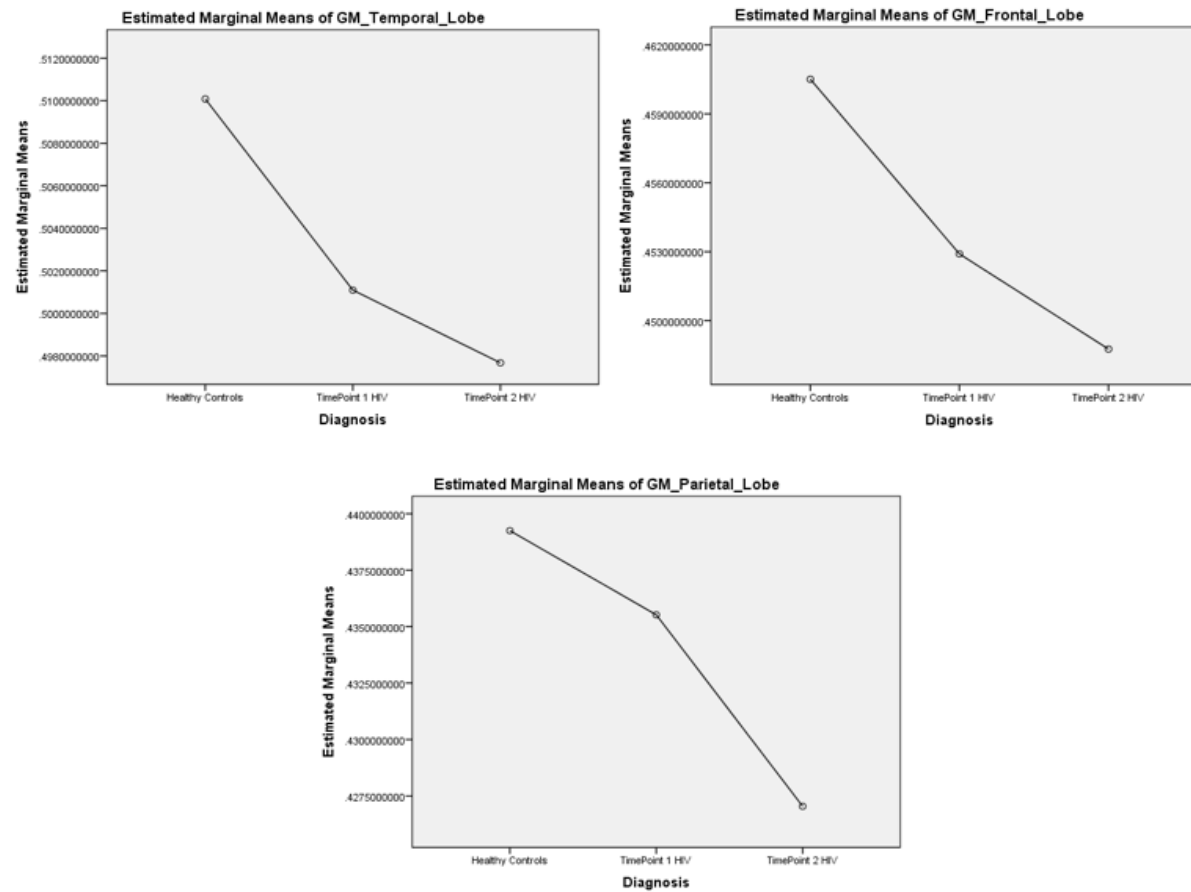 Estimated Marginal Means of GM_Temporal_Lobe
Estimated Marginal Means
.5120000000
.5100000000
.5080000000
.5060000000
.5040000000
.5020000000
.5000000000
.4980000000
Healthy Controls
TimePoint 1 HIV
TimePoint 2 HIV
Diagnosis
Estimated Marginal Means of GM_Frontal_Lobe
Estimated Marginal Means
.4620000000
.4590000000
.4560000000
.4530000000
.4500000000
Healthy Controls
TimePoint 1 HIV
TimePoint 2 HIV
Diagnosis
Estimated Marginal Means of GM_Parietal_Lobe
Estimated Marginal Means
.4400000000
.4375000000
.4350000000
.4325000000
.4300000000
.4275000000
Healthy Controls
TimePoint 1 HIV
TimePoint 2 HIV
Diagnosis